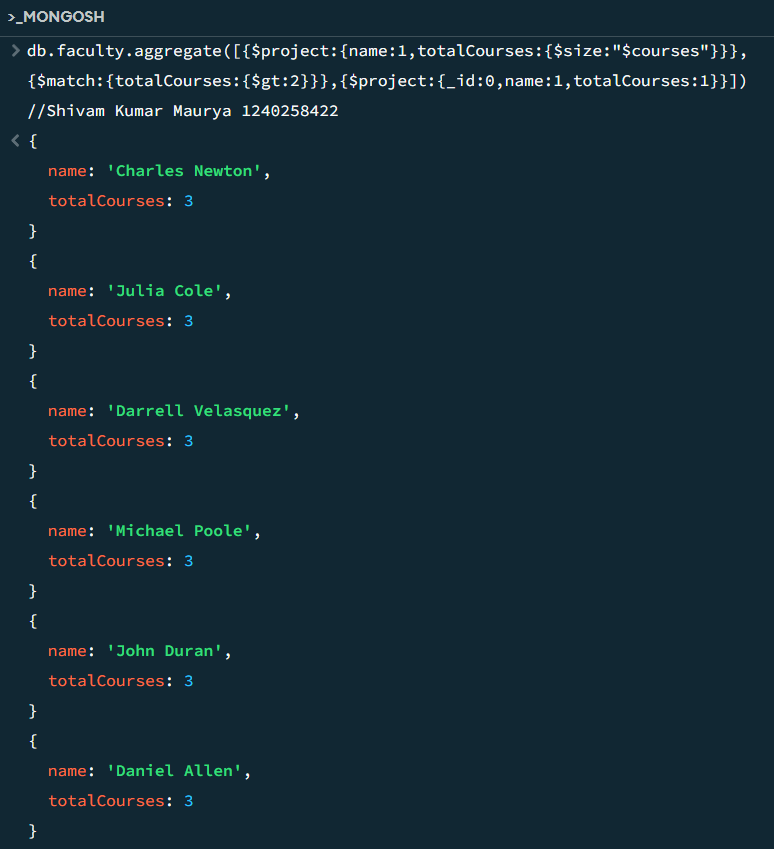 >_MONGOSH
> db.faculty.aggregate([{$project:{name:1,totalCourses:{$size:"$courses"}}},
{$match:{totalCourses:{$gt:2}}},{$project:{_id:0,name:1,totalCourses:1}}])
//Shivam Kumar Maurya 1240258422
< {
name: 'Charles Newton',
totalCourses: 3
}
{
name: 'Julia Cole',
totalCourses: 3
}
{
name: 'Darrell Velasquez',
totalCourses: 3
}
{
name: 'Michael Poole',
totalCourses: 3
}
{
name: 'John Duran',
totalCourses: 3
}
{
name: 'Daniel Allen',
totalCourses: 3
}